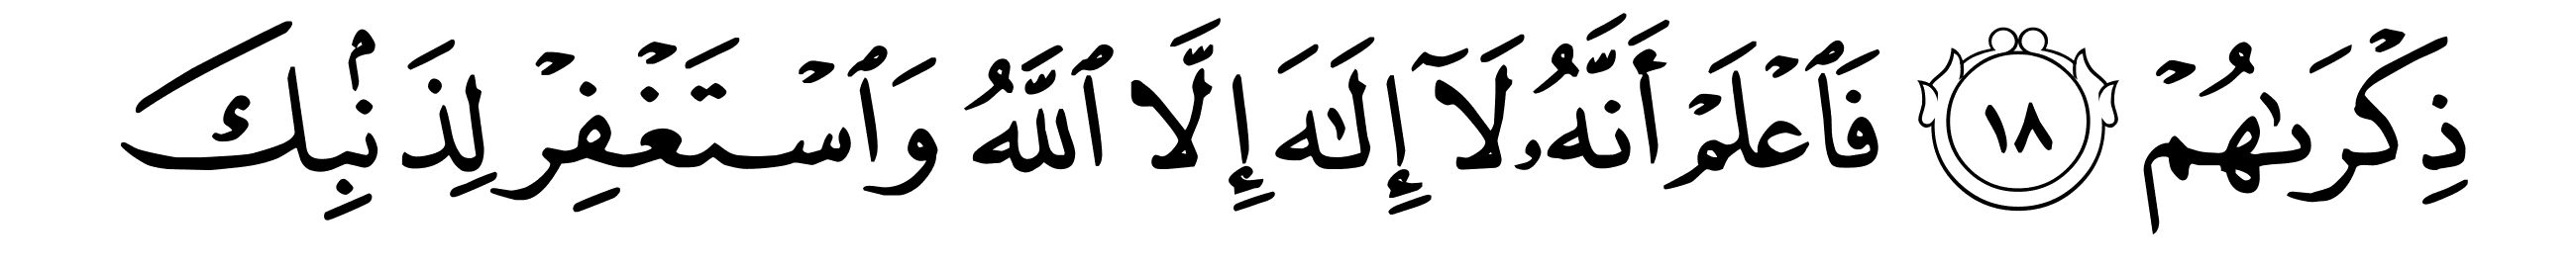 ذِكْرَىٰهُمْ ١٨ فَٱعْلَمْ أَنَّهُۥ لَآ إِلَٰهَ إِلَّا ٱللَّهُ وَٱسْتَغْفِرْ لِذَنۢبِكَ